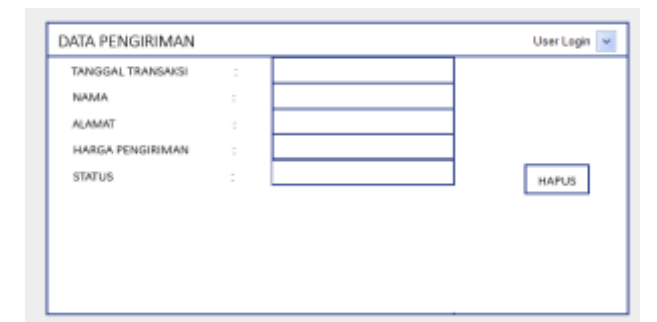 DATA PENGIRIMAN User Login
TANGGAL TRANSAKSI :
NAMA :
ALAMAT :
HARGA PENGIRIMAN :
STATUS :
HAPUS